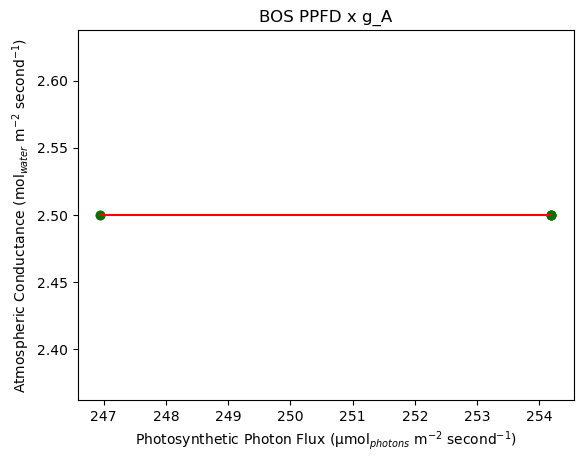 BOS PPFD x g_A
Atmospheric Conductance (mol_water m⁻² second⁻¹)
2.60
2.55
2.50
2.45
2.40
247 248 249 250 251 252 253 254
Photosynthetic Photon Flux (μmol_photons m⁻² second⁻¹)